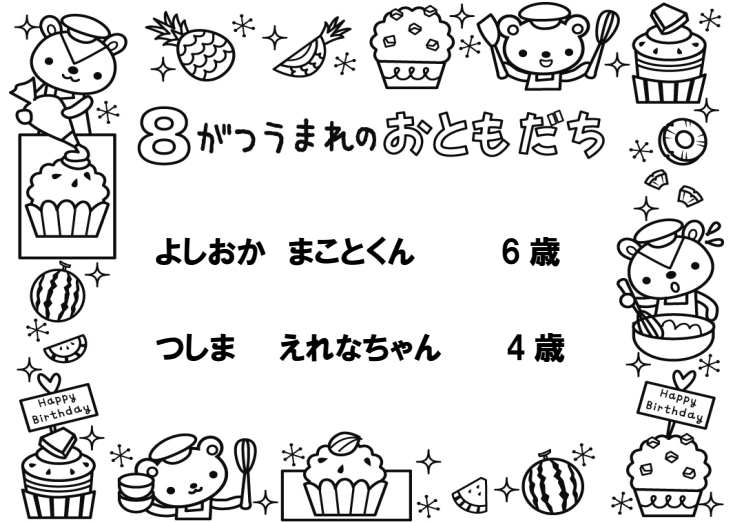 8がつうまれのおともだち
よしおか まことくん 6歳
つしま えれなちゃん 4歳
Happy
Birthday
Happy
Birthday